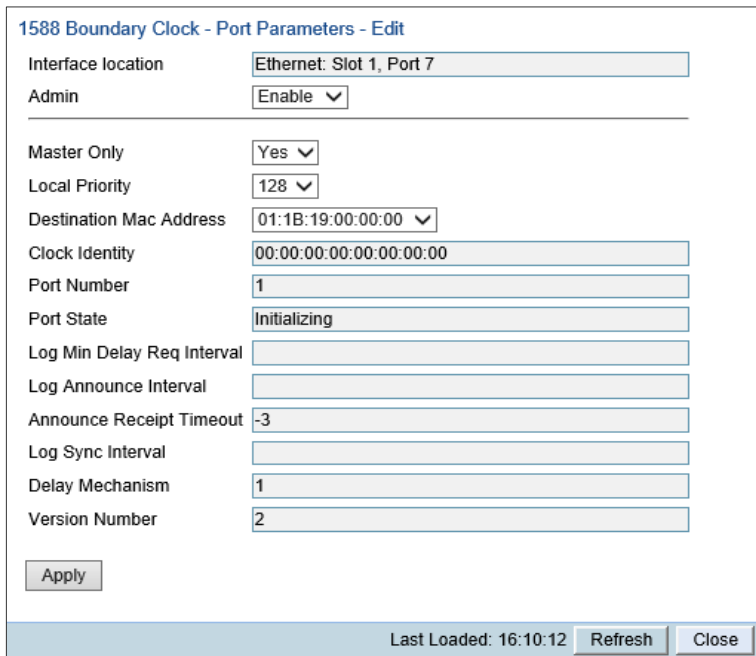 1588 Boundary Clock - Port Parameters - Edit
Interface location Ethernet: Slot 1, Port 7
Admin Enable
Master Only Yes
Local Priority 128
Destination Mac Address 01:1B:19:00:00:00
Clock Identity 00:00:00:00:00:00:00:00
Port Number 1
Port State Initializing
Log Min Delay Req Interval
Log Announce Interval
Announce Receipt Timeout -3
Log Sync Interval
Delay Mechanism 1
Version Number 2
Apply
Last Loaded: 16:10:12 Refresh Close